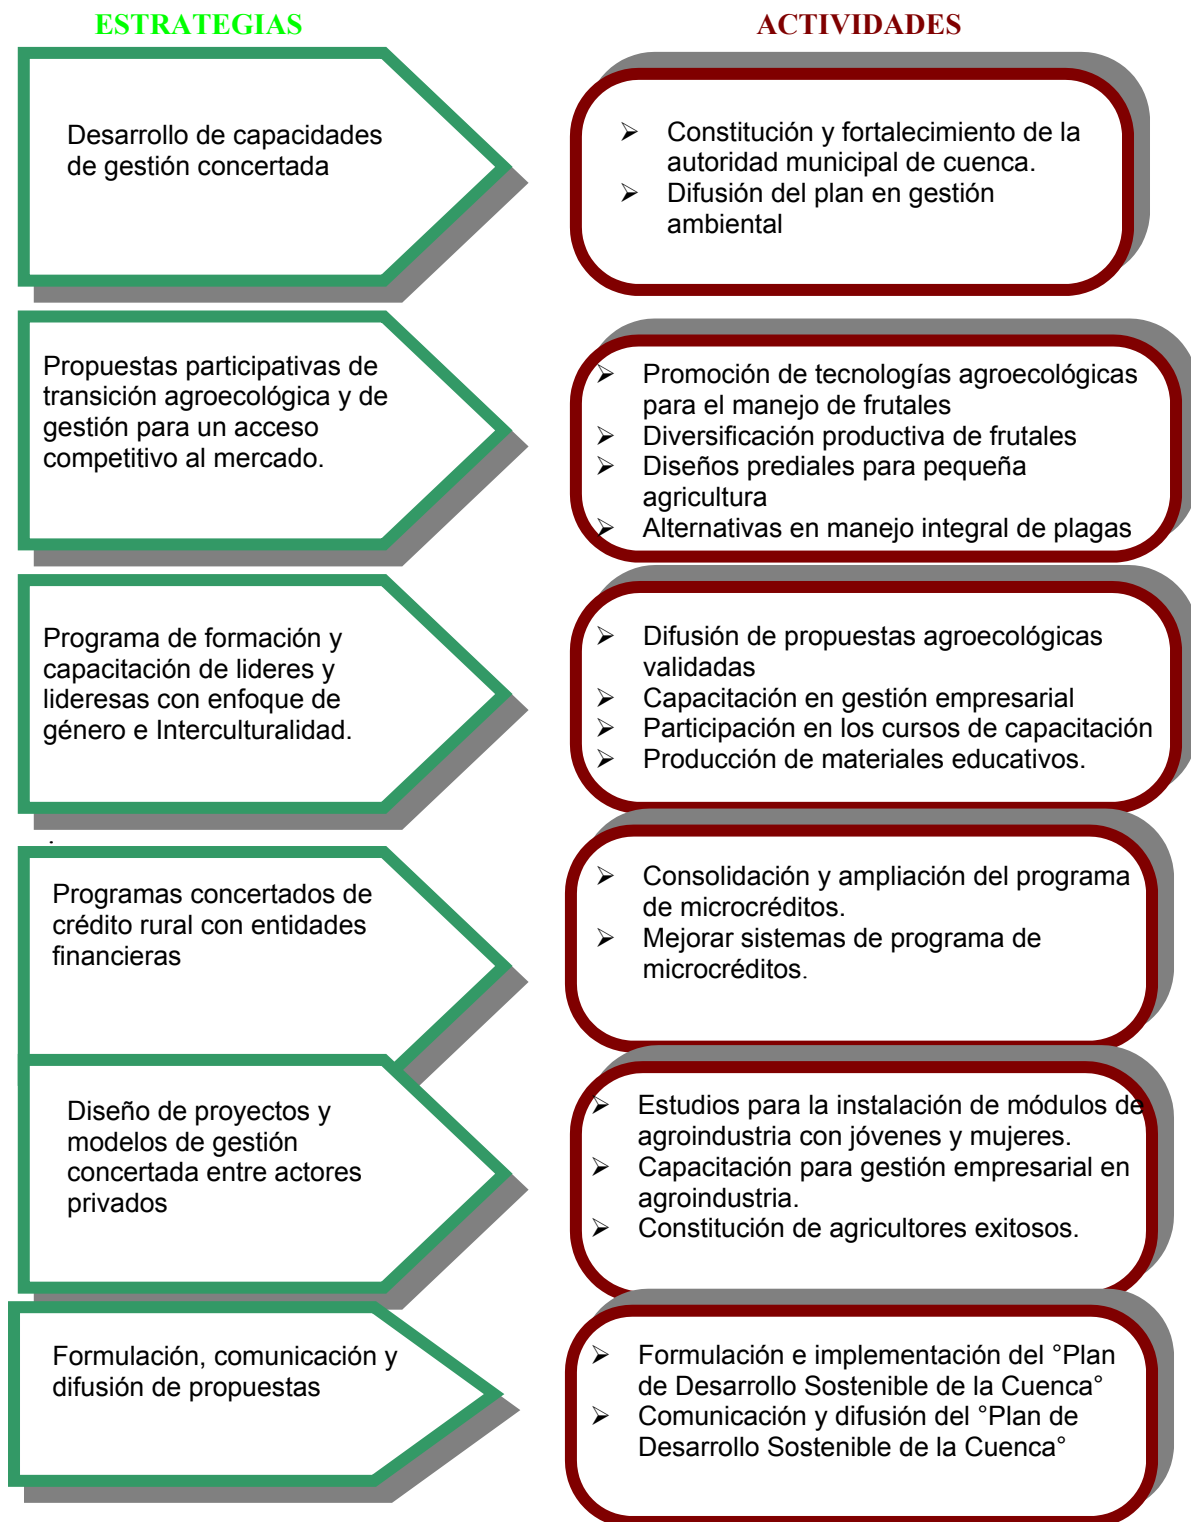 ESTRATEGIAS
ACTIVIDADES
Desarrollo de capacidades
de gestión concertada
➢ Constitución y fortalecimiento de la
autoridad municipal de cuenca.
➢ Difusión del plan en gestión
ambiental
Propuestas participativas de
transición agroecológica y de
gestión para un acceso
competitivo al mercado.
➢ Promoción de tecnologías agroecológicas
para el manejo de frutales
➢ Diversificación productiva de frutales
➢ Diseños prediales para pequeña
agricultura
➢ Alternativas en manejo integral de plagas
Programa de formación y
capacitación de lideres y
lideresas con enfoque de
género e Interculturalidad.
➢ Difusión de propuestas agroecológicas
validadas
➢ Capacitación en gestión empresarial
➢ Participación en los cursos de capacitación
➢ Producción de materiales educativos.
.
Programas concertados de
crédito rural con entidades
financieras
➢ Consolidación y ampliación del programa
de microcréditos.
➢ Mejorar sistemas de programa de
microcréditos.
Diseño de proyectos y
modelos de gestión
concertada entre actores
privados
➢ Estudios para la instalación de módulos de
agroindustria con jóvenes y mujeres.
➢ Capacitación para gestión empresarial en
agroindustria.
➢ Constitución de agricultores exitosos.
Formulación, comunicación y
difusión de propuestas
➢ Formulación e implementación del °Plan
de Desarrollo Sostenible de la Cuenca°
➢ Comunicación y difusión del °Plan de
Desarrollo Sostenible de la Cuenca°